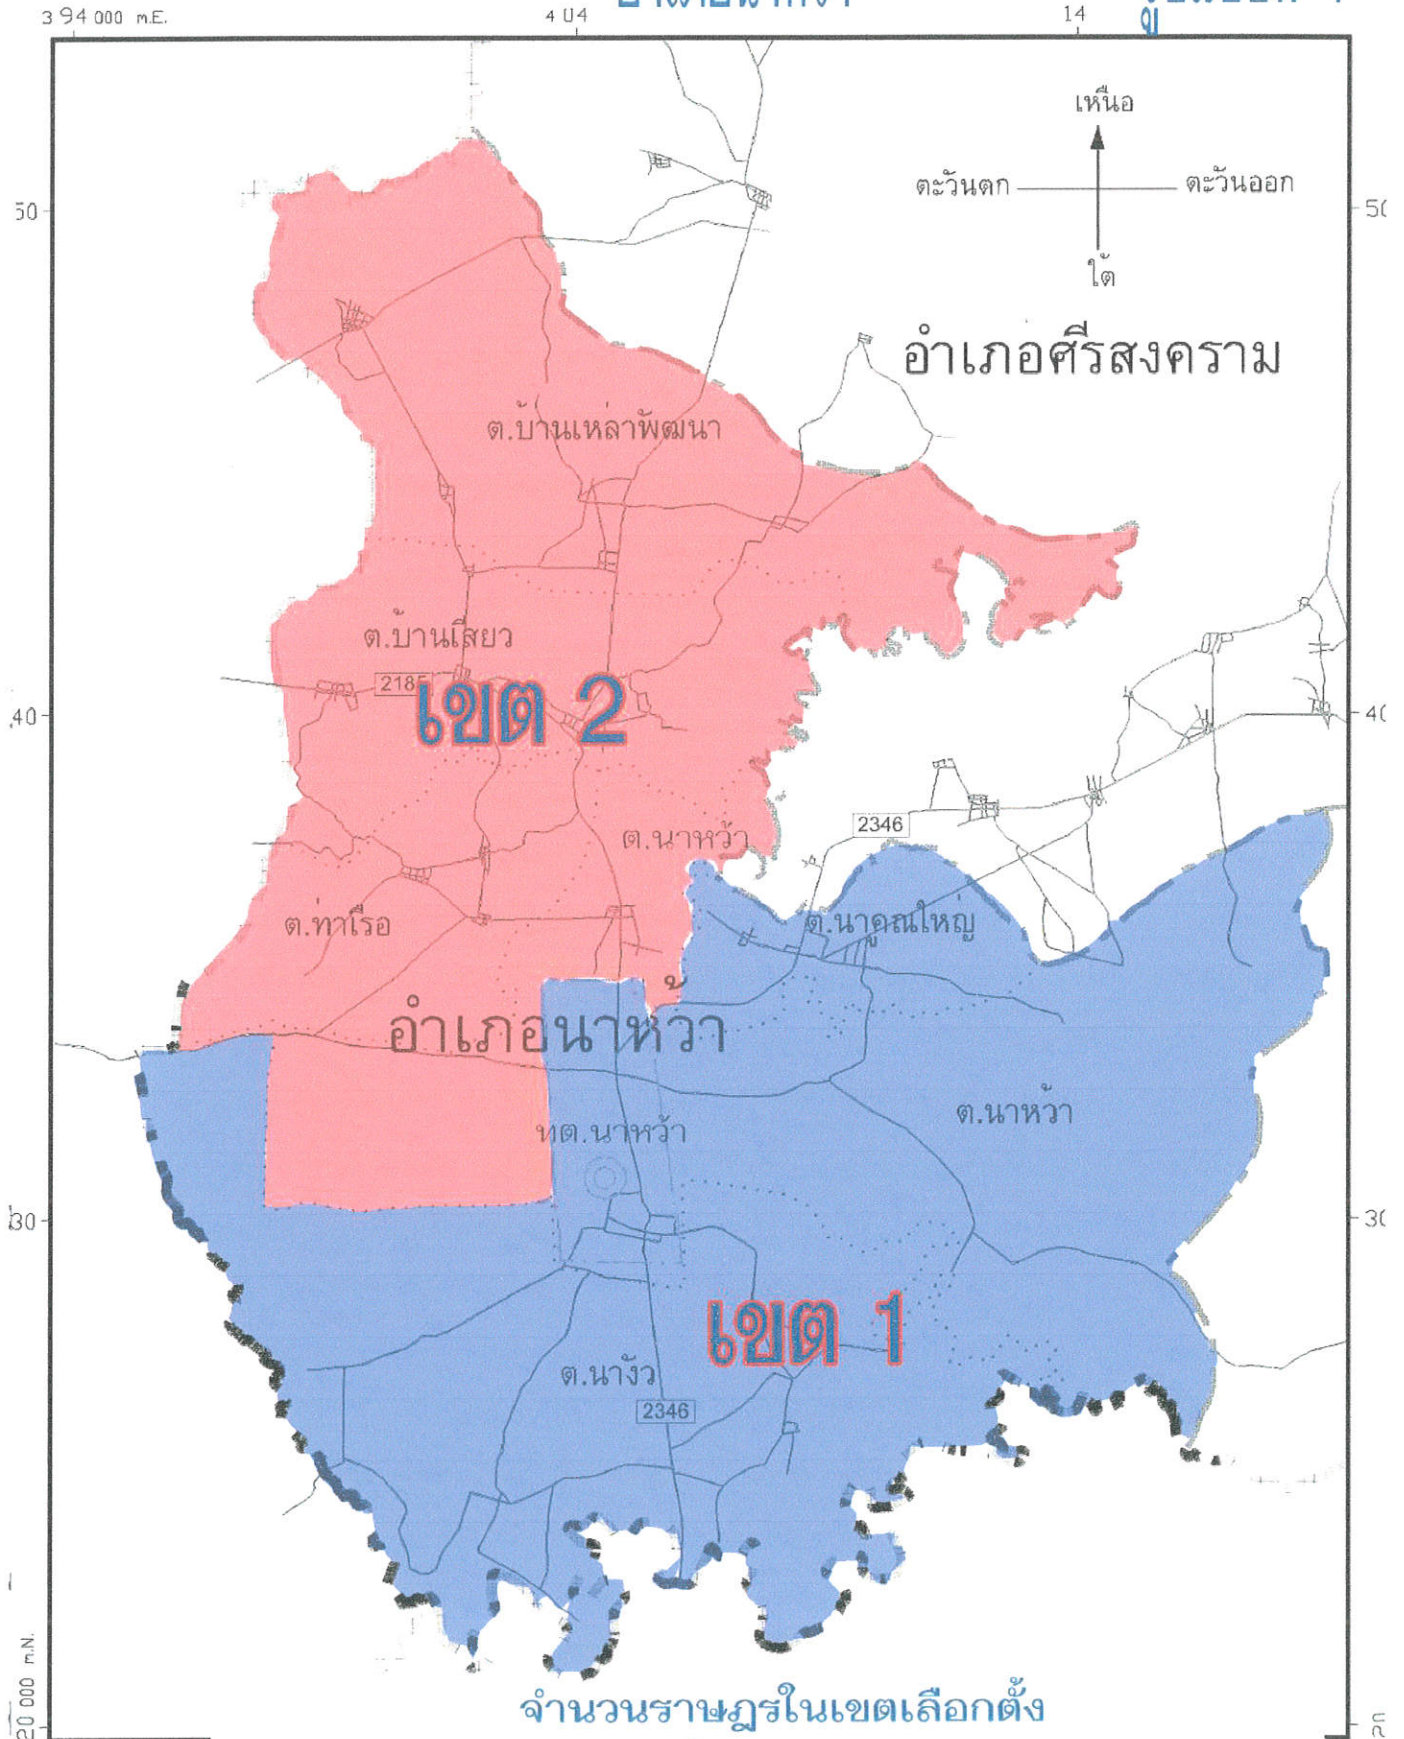 3 94 000 m.E.
4 04
14
เหนือ
ตะวันตก
ตะวันออก
ใต้
50
50
อำเภอศรีสงคราม
ต.บ้านเหล่าพัฒนา
ต.บ้านเสียว
2185
เขต 2
40
40
ต.นาหว้า
2346
ต.ท่าเรือ
ต.นาคูณใหญ่
อำเภอนาหว้า
ต.นาหว้า
ทต.นาหว้า
30
30
เขต 1
ต.นางัว
2346
20 000 m.N.
จำนวนราษฎรในเขตเลือกตั้ง